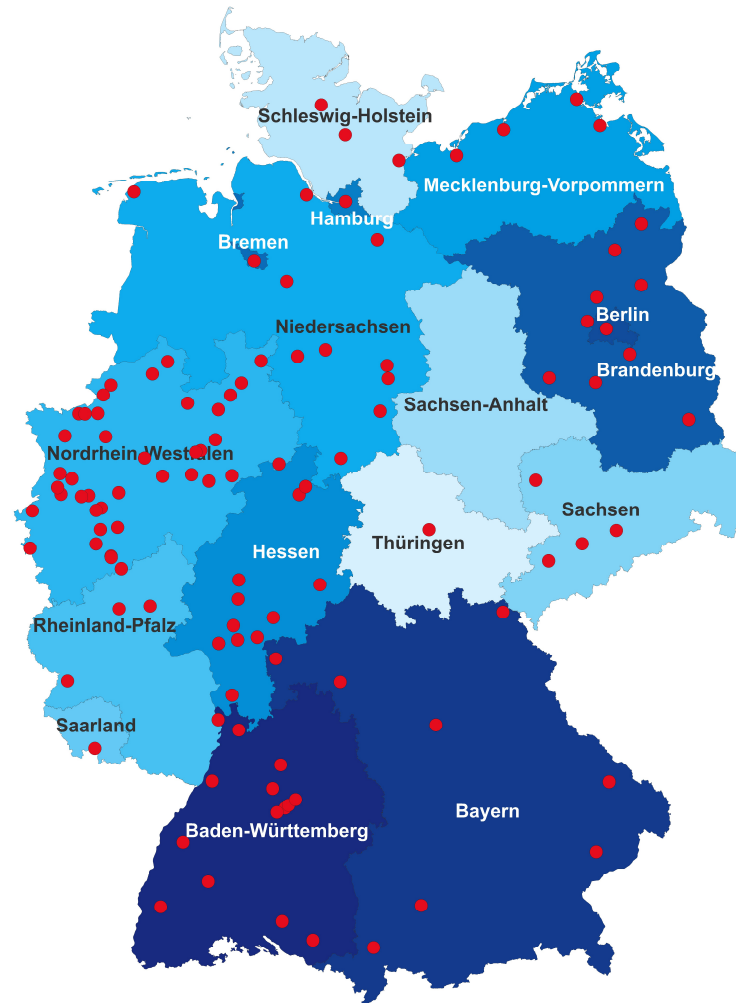 Schleswig-Holstein
Mecklenburg-Vorpommern
Hamburg
Bremen
Berlin
Niedersachsen
Brandenburg
Sachsen-Anhalt
Nordrhein-Westfalen
Sachsen
Thüringen
Hessen
Rheinland-Pfalz
Saarland
Bayern
Baden-Württemberg